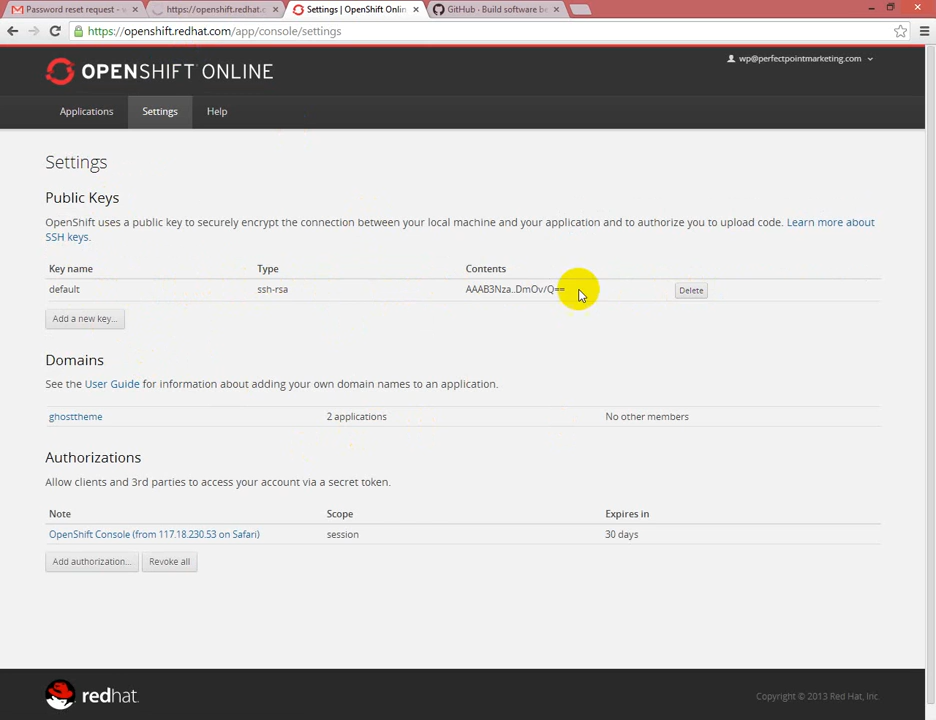 Password reset request - w
https://openshift.redhat.c
Settings | OpenShift Onlin
GitHub · Build software be
https://openshift.redhat.com/app/console/settings
OPENSHIFT ONLINE
wp@perfectpointmarketing.com
Applications Settings Help
Settings
Public Keys
OpenShift uses a public key to securely encrypt the connection between your local machine and your application and to authorize you to upload code. Learn more about
SSH keys.
Key name Type Contents
default ssh-rsa AAAB3Nza..DmOv/Q== Delete
Add a new key...
Domains
See the User Guide for information about adding your own domain names to an application.
ghosttheme 2 applications No other members
Authorizations
Allow clients and 3rd parties to access your account via a secret token.
Note Scope Expires in
OpenShift Console (from 117.18.230.53 on Safari) session 30 days
Add authorization... Revoke all
redhat. Copyright © 2013 Red Hat, Inc.